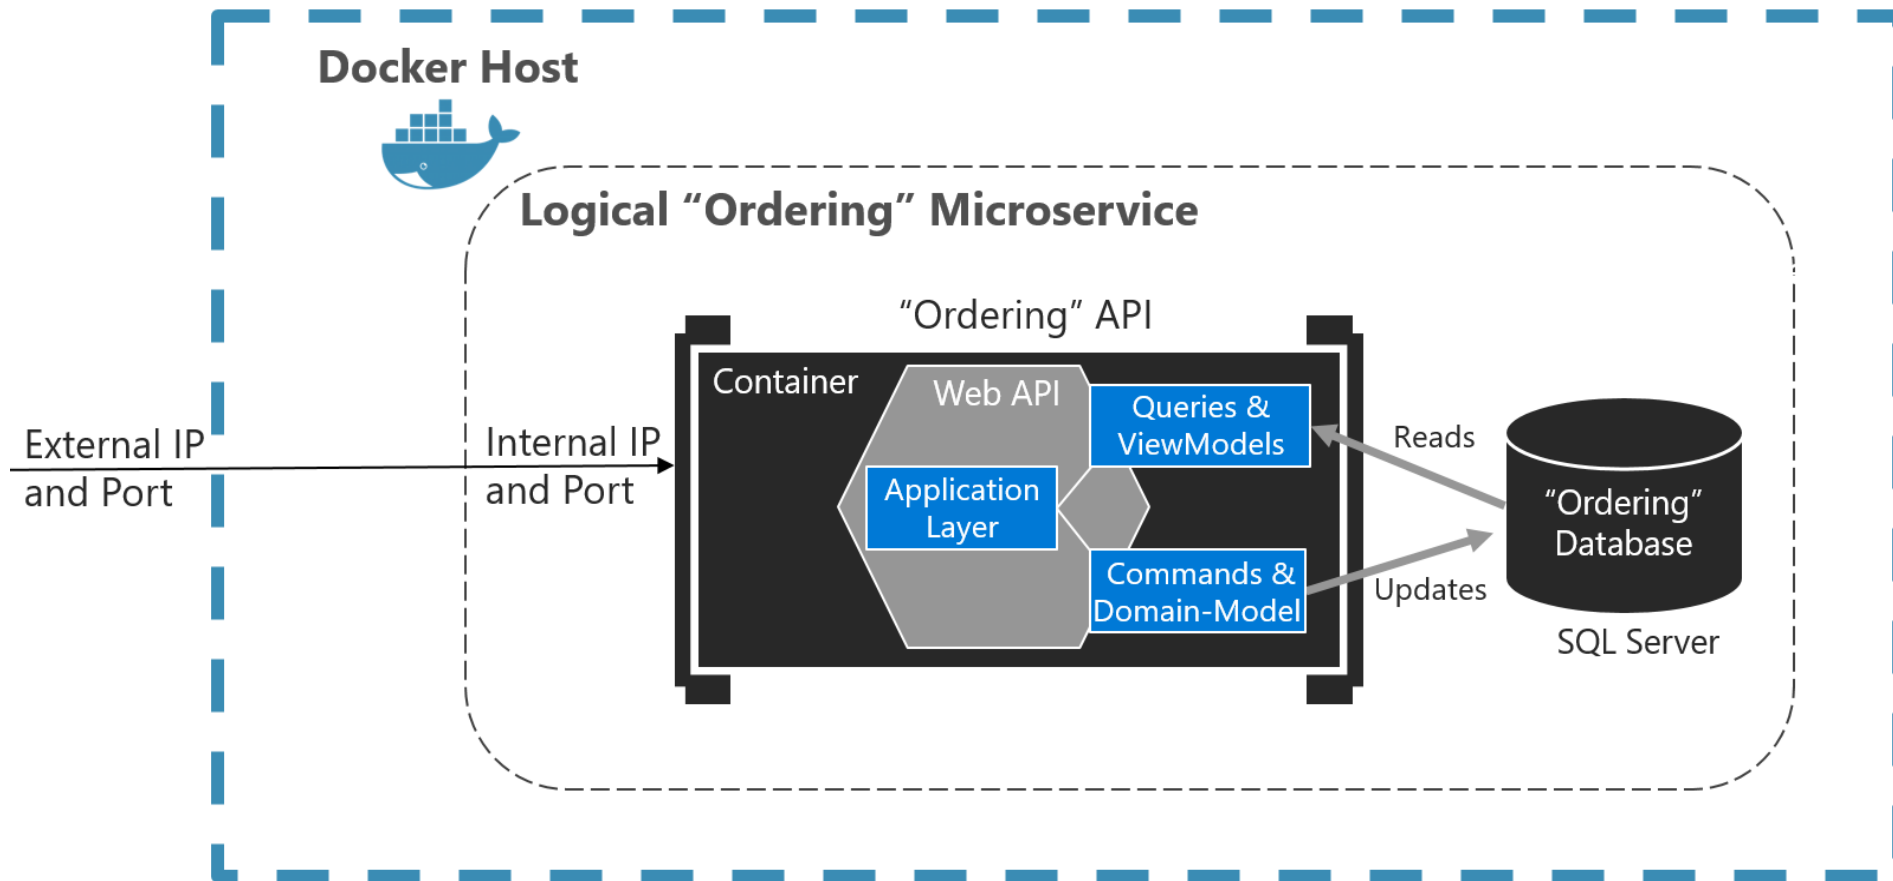 Docker Host
Logical “Ordering” Microservice
“Ordering” API
Container
Web API
Queries &
ViewModels
Application
Layer
Commands &
Domain-Model
External IP
and Port
Internal IP
and Port
Reads
Updates
“Ordering”
Database
SQL Server